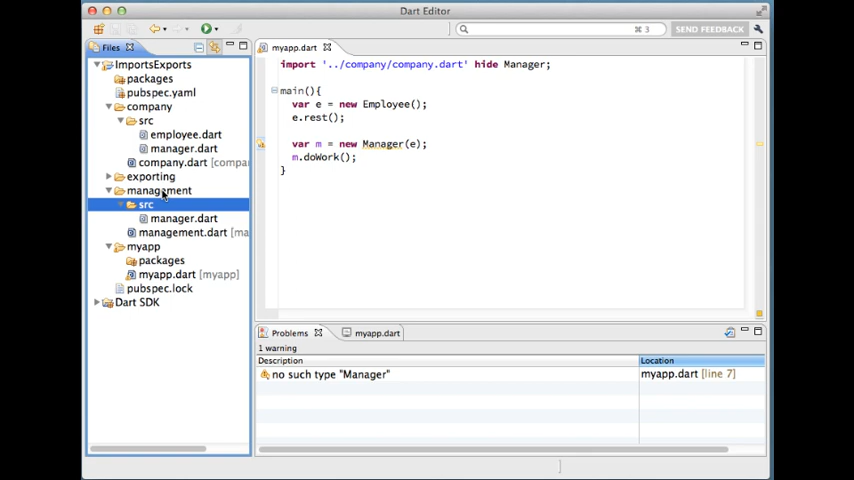 Dart Editor
⌘ 3
SEND FEEDBACK
Files
myapp.dart
ImportsExports
packages
pubspec.yaml
company
src
employee.dart
manager.dart
company.dart [compa
exporting
management
src
manager.dart
management.dart [ma
myapp
packages
myapp.dart [myapp]
pubspec.lock
Dart SDK
import '../company/company.dart' hide Manager;
main(){
var e = new Employee();
e.rest();
var m = new Manager(e);
m.doWork();
}
Problems
myapp.dart
1 warning
Description
Location
no such type "Manager"
myapp.dart [line 7]